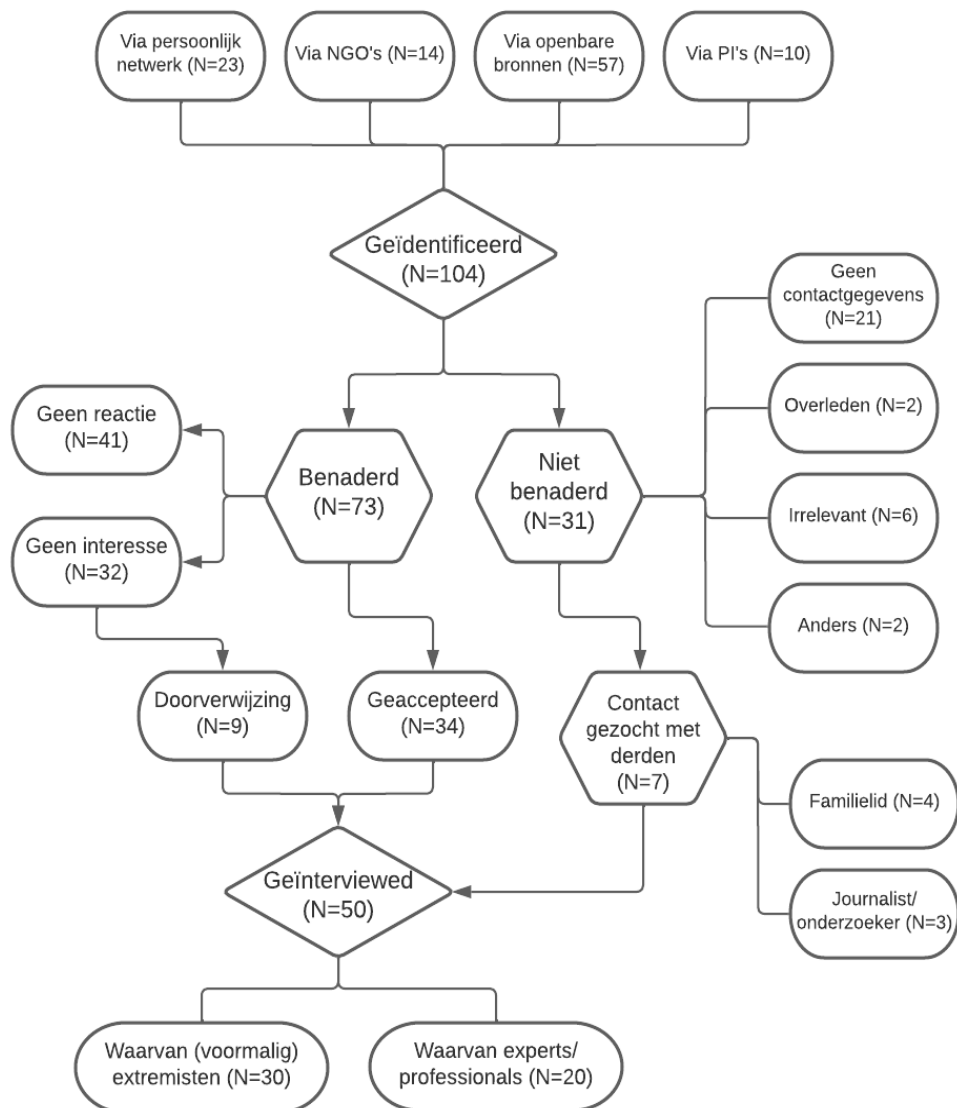 Via persoonlijk
netwerk (N=23)
Via NGO's (N=14)
Via openbare
bronnen (N=57)
Via PI's (N=10)
Geïdentificeerd
(N=104)
Geen
contactgegevens
(N=21)
Geen reactie
(N=41)
Overleden (N=2)
Benaderd
(N=73)
Niet
benaderd
(N=31)
Irrelevant (N=6)
Geen interesse
(N=32)
Anders (N=2)
Doorverwijzing
(N=9)
Geaccepteerd
(N=34)
Contact
gezocht met
derden
(N=7)
Familielid (N=4)
Geïnterviewed
(N=50)
Journalist/
onderzoeker (N=3)
Waarvan (voormalig)
extremisten (N=30)
Waarvan experts/
professionals (N=20)